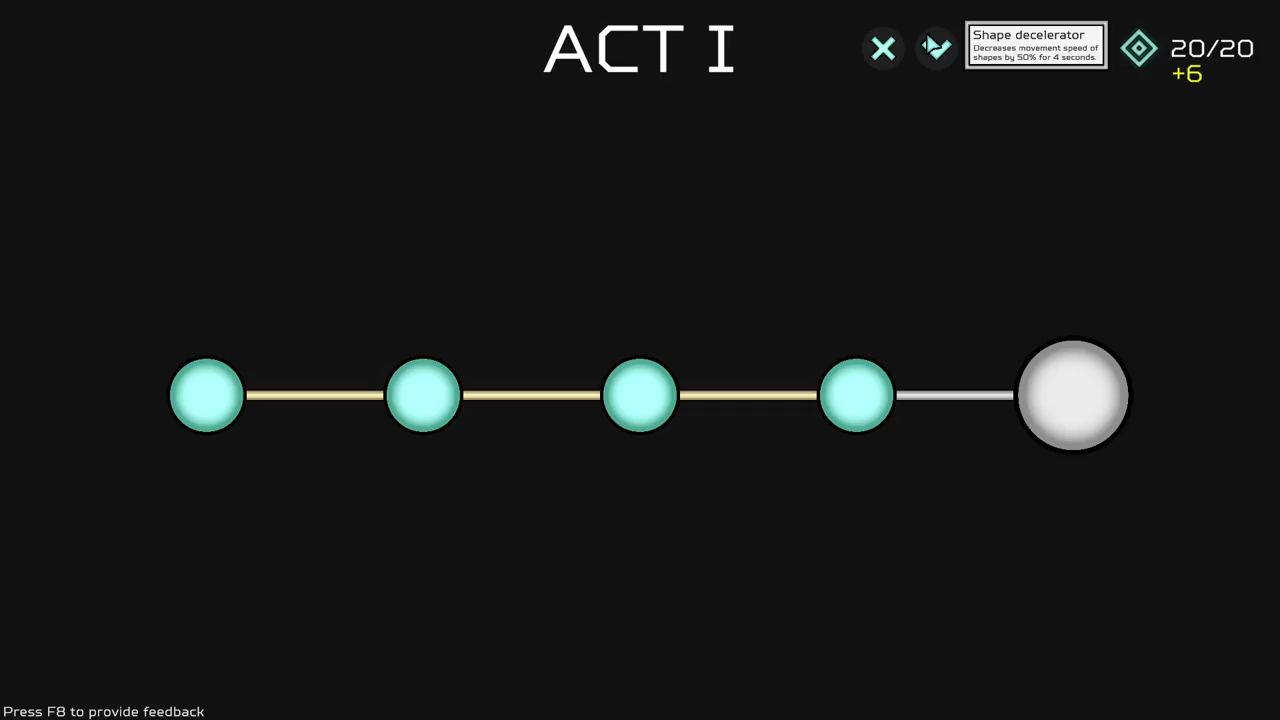 ACT I
Shape decelerator
Decreases movement speed of
shapes by 50% for 4 seconds.
20/20
+6
Press F8 to provide feedback